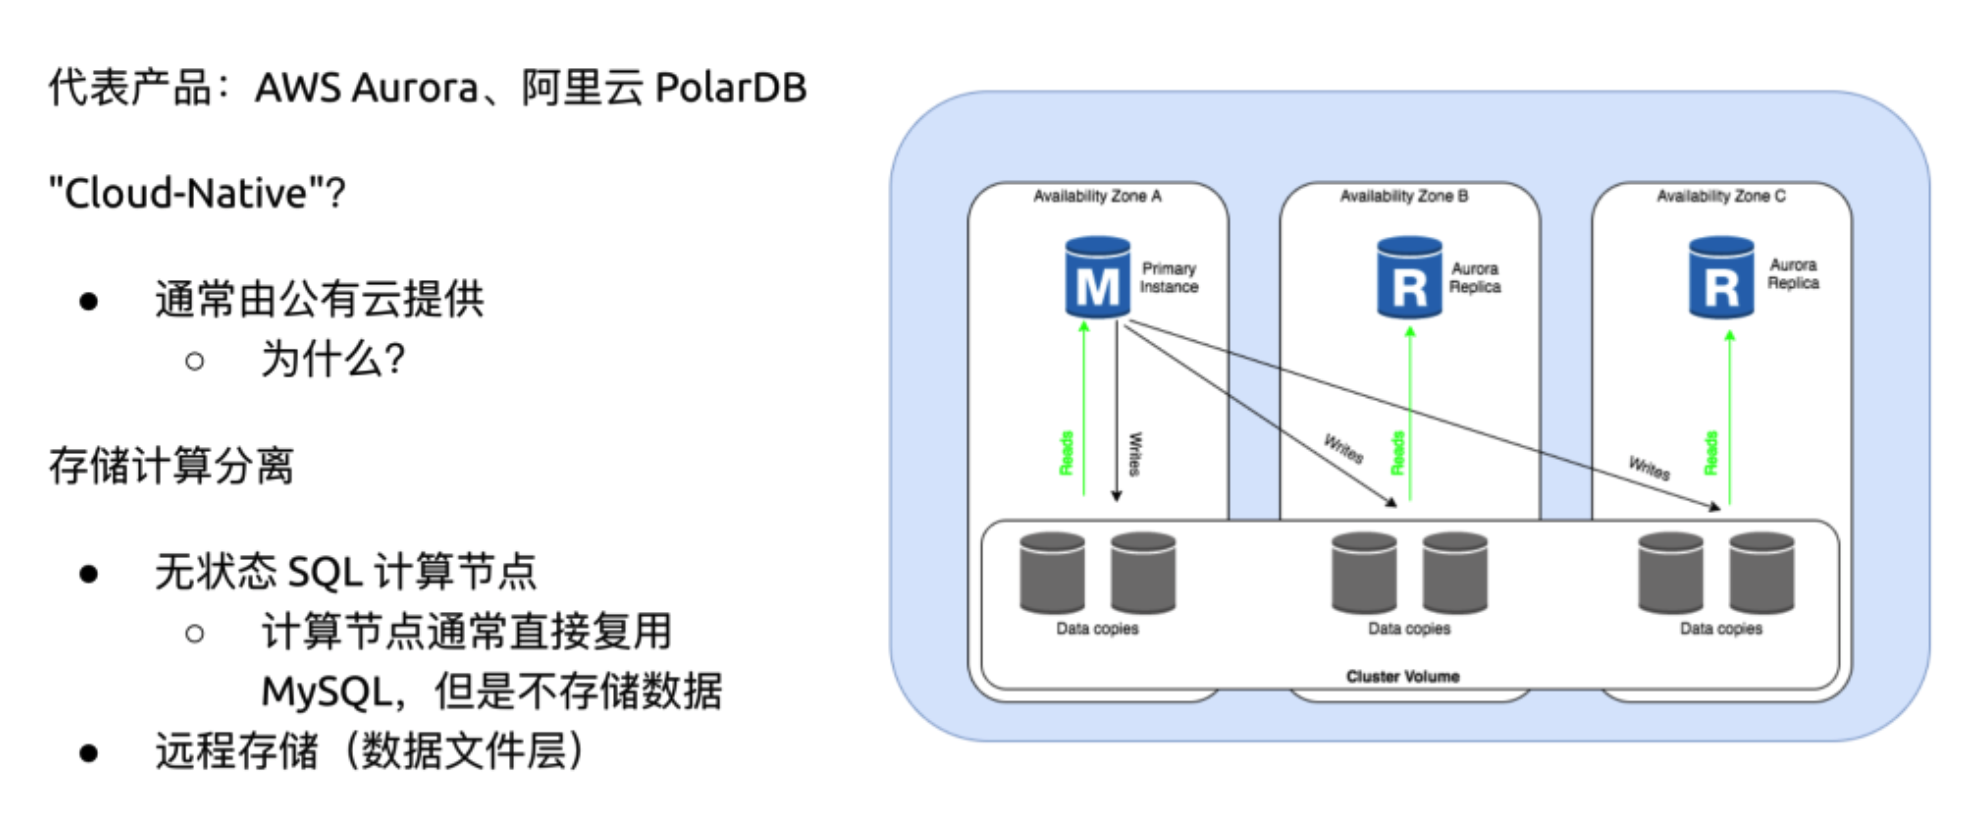 代表产品：AWS Aurora、阿里云 PolarDB
"Cloud-Native"？
● 通常由公有云提供
○ 为什么？
存储计算分离
● 无状态 SQL 计算节点
○ 计算节点通常直接复用
MySQL，但是不存储数据
● 远程存储（数据文件层）
Availability Zone A
Availability Zone B
Availability Zone C
M
Primary
Instance
R
Aurora
Replica
R
Aurora
Replica
Reads
Writes
Writes
Reads
Writes
Reads
Data copies
Data copies
Data copies
Cluster Volume